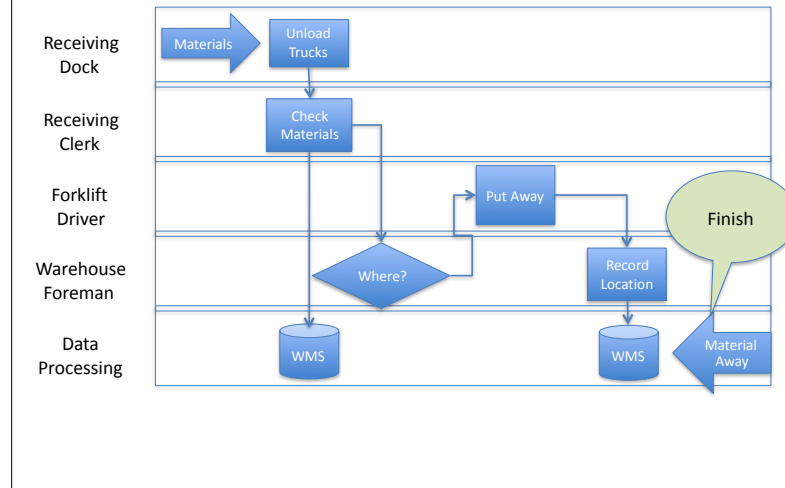 Receiving
Dock
Materials
Unload
Trucks
Receiving
Clerk
Check
Materials
Forklift
Driver
Put Away
Finish
Warehouse
Foreman
Where?
Record
Location
Data
Processing
WMS
WMS
Material
Away